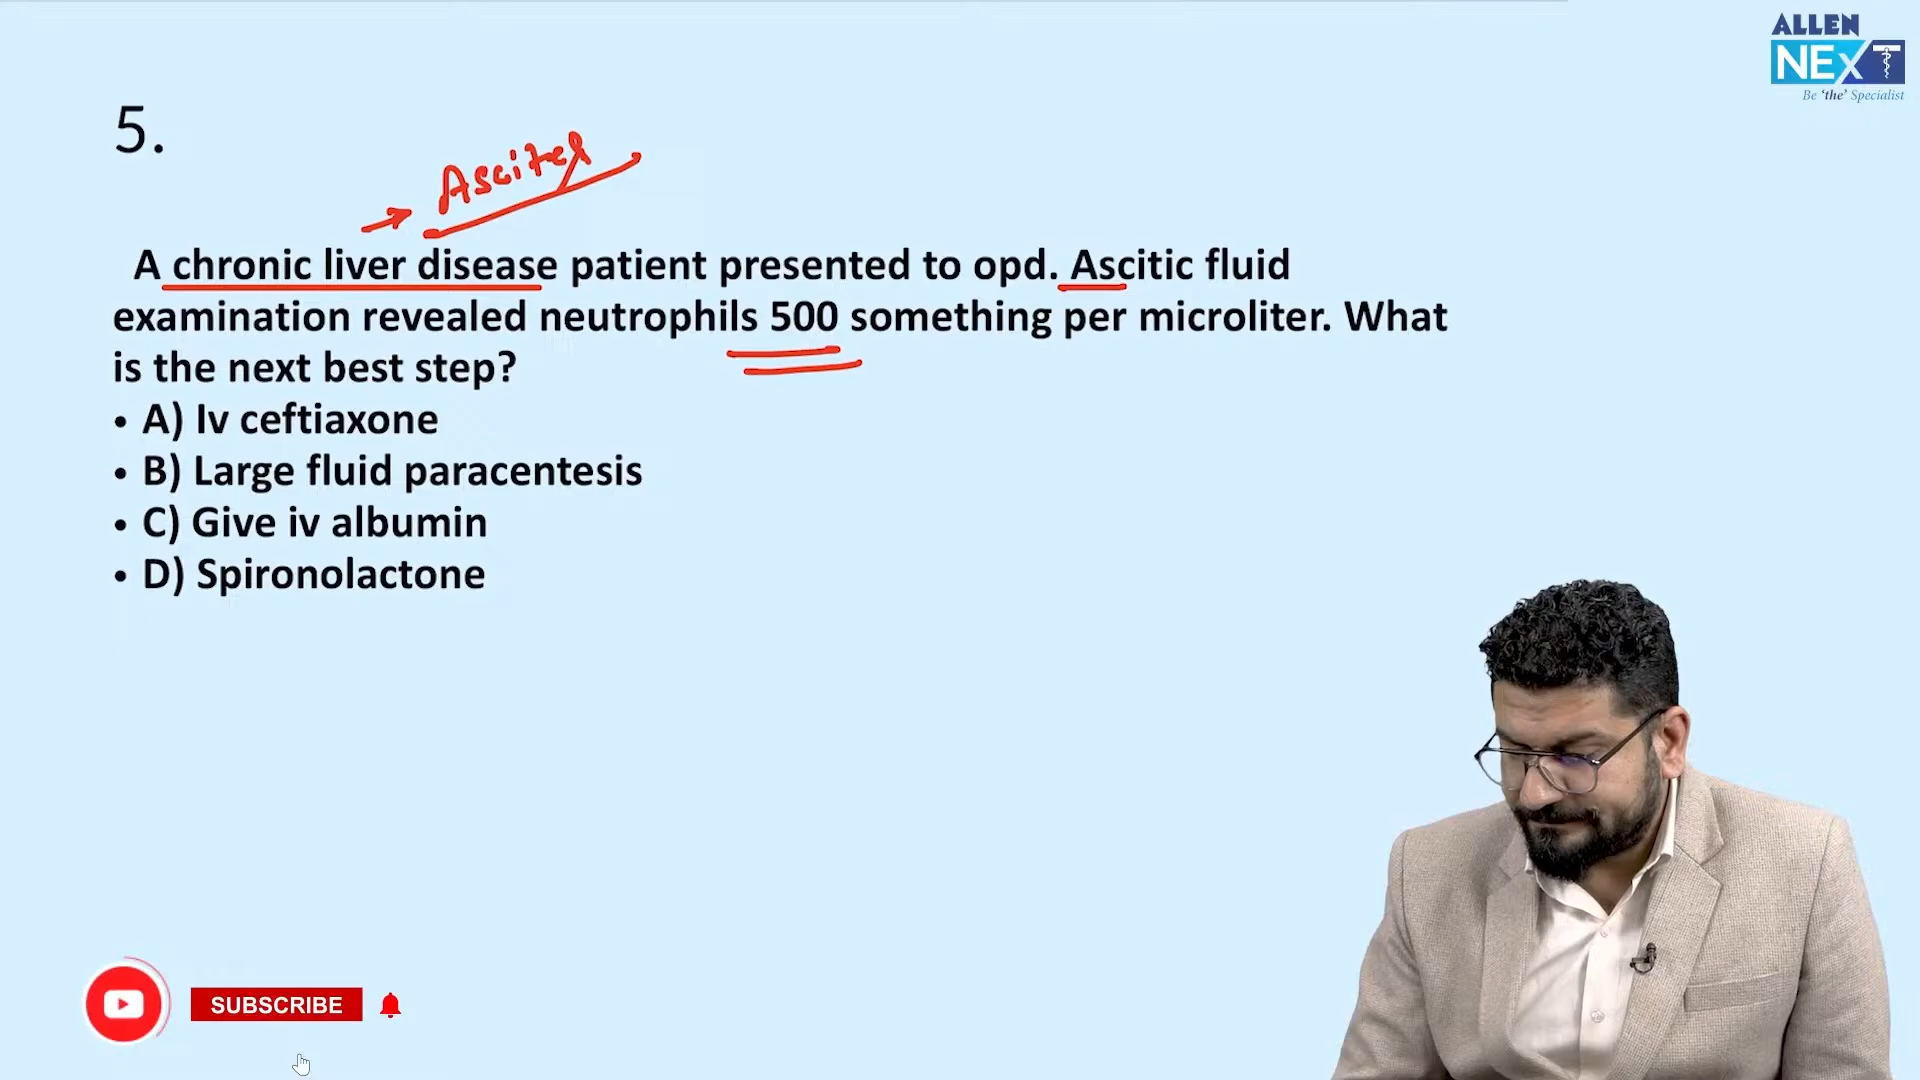 ALLEN
NEXT
Be 'the' Specialist
5.
Ascites
A chronic liver disease patient presented to opd. Ascitic fluid
examination revealed neutrophils 500 something per microliter. What
is the next best step?
• A) Iv ceftiaxone
• B) Large fluid paracentesis
• C) Give iv albumin
• D) Spironolactone
SUBSCRIBE